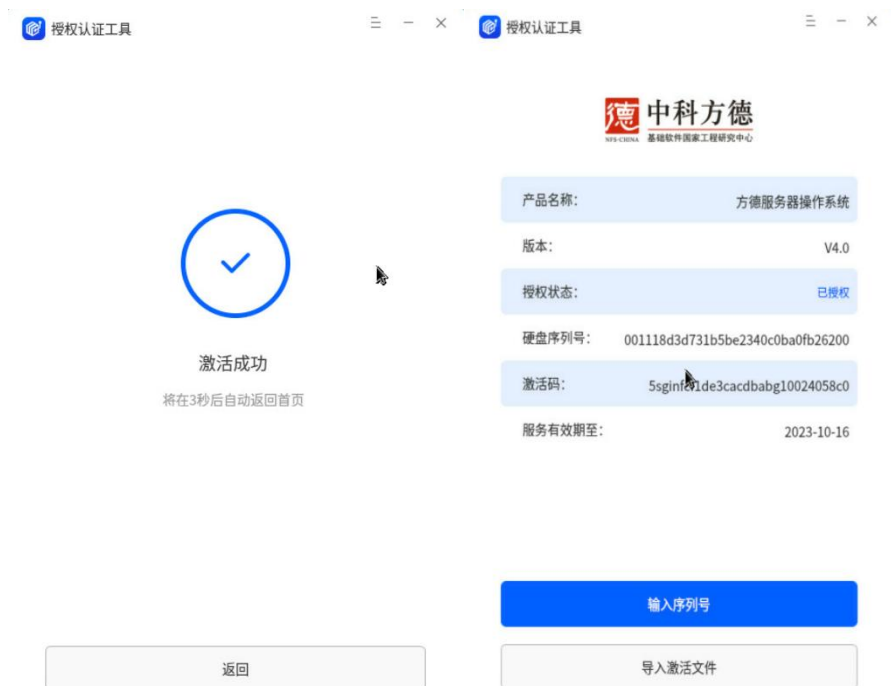 授权认证工具
激活成功
将在3秒后自动返回首页
返回
授权认证工具
德 中科方德
NFS-CHINA 基础软件国家工程研究中心
产品名称： 方德服务器操作系统
版本： V4.0
授权状态： 已授权
硬盘序列号： 001118d3d731b5be2340c0ba0fb26200
激活码：
服务有效期至： 2023-10-16
输入序列号
导入激活文件